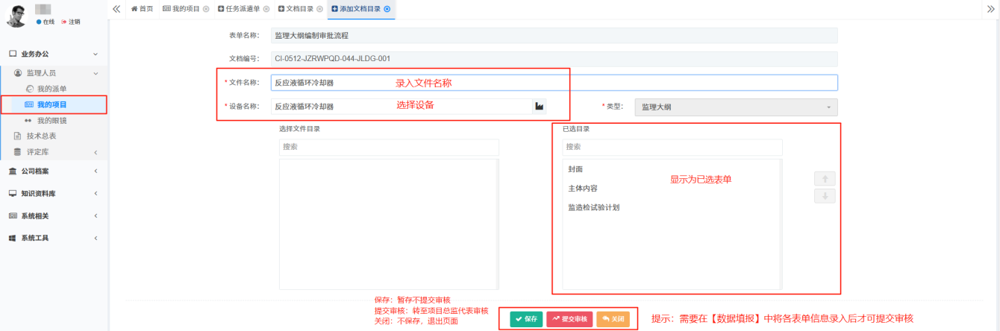 首页 我的项目 任务派遣单 文档目录 添加文档目录
在线 注销
业务办公
监理人员
我的派单
我的项目
我的眼镜
技术总表
评定库
公司档案
知识资料库
系统相关
系统工具
表单名称： 监理大纲编制审批流程
文档编号： CI-0512-JZRWPQD-044-JLDG-001
*文件名称： 反应液循环冷却器 录入文件名称
*设备名称： 反应液循环冷却器 选择设备 *类型： 监理大纲
选择文件目录
搜索
已选目录
搜索
封面
主体内容
监造检试验计划
显示为已选表单
保存：暂存不提交审核
提交审核：转至项目总监代表审核
关闭：不保存，退出页面
保存 提交审核 关闭
提示：需要在【数据填报】中将各表单信息录入后才可提交审核